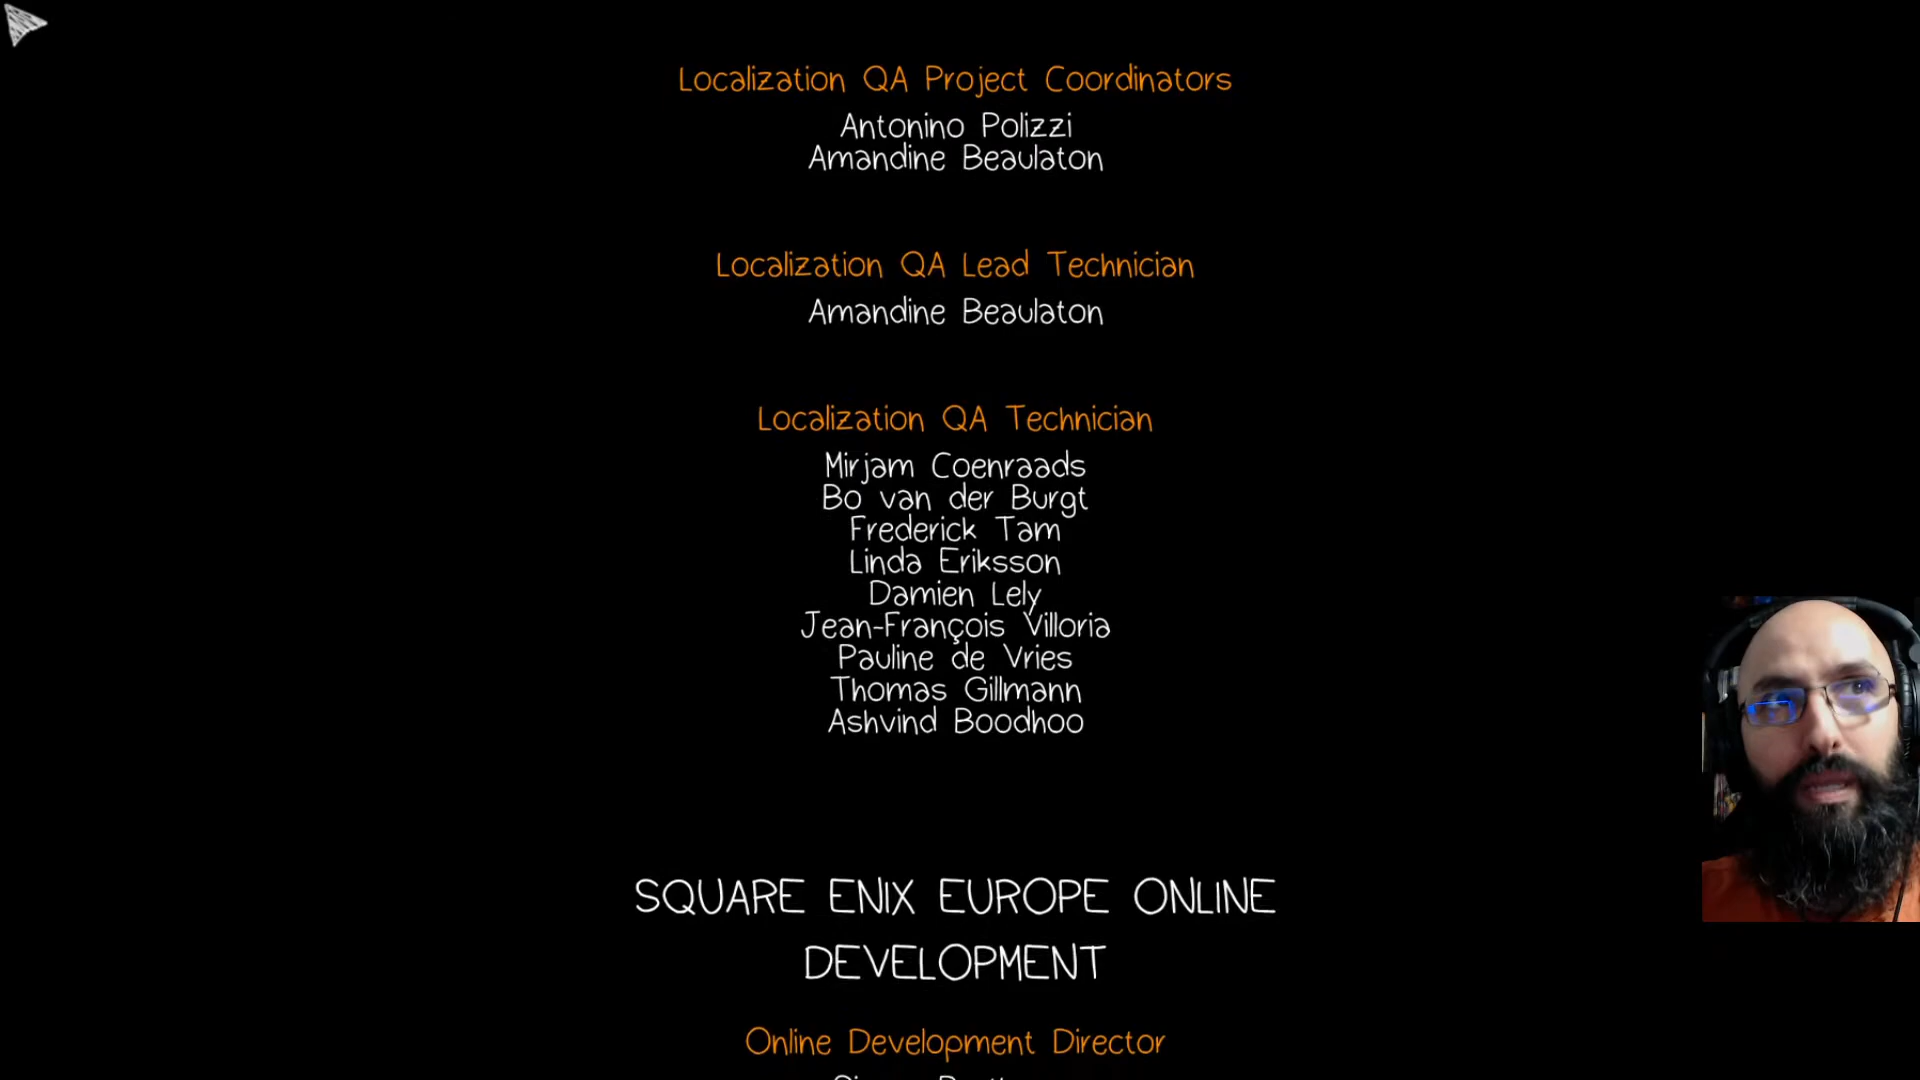 Localization QA Project Coordinators
Antonino Polizzi
Amandine Beaulaton
Localization QA Lead Technician
Amandine Beaulaton
Localization QA Technician
Mirjam Coenraads
Bo van der Burgt
Frederick Tam
Linda Eriksson
Damien Lely
Jean-François Villoria
Pauline de Vries
Thomas Gillmann
Ashvind Boodhoo
SQUARE ENIX EUROPE ONLINE
DEVELOPMENT
Online Development Director